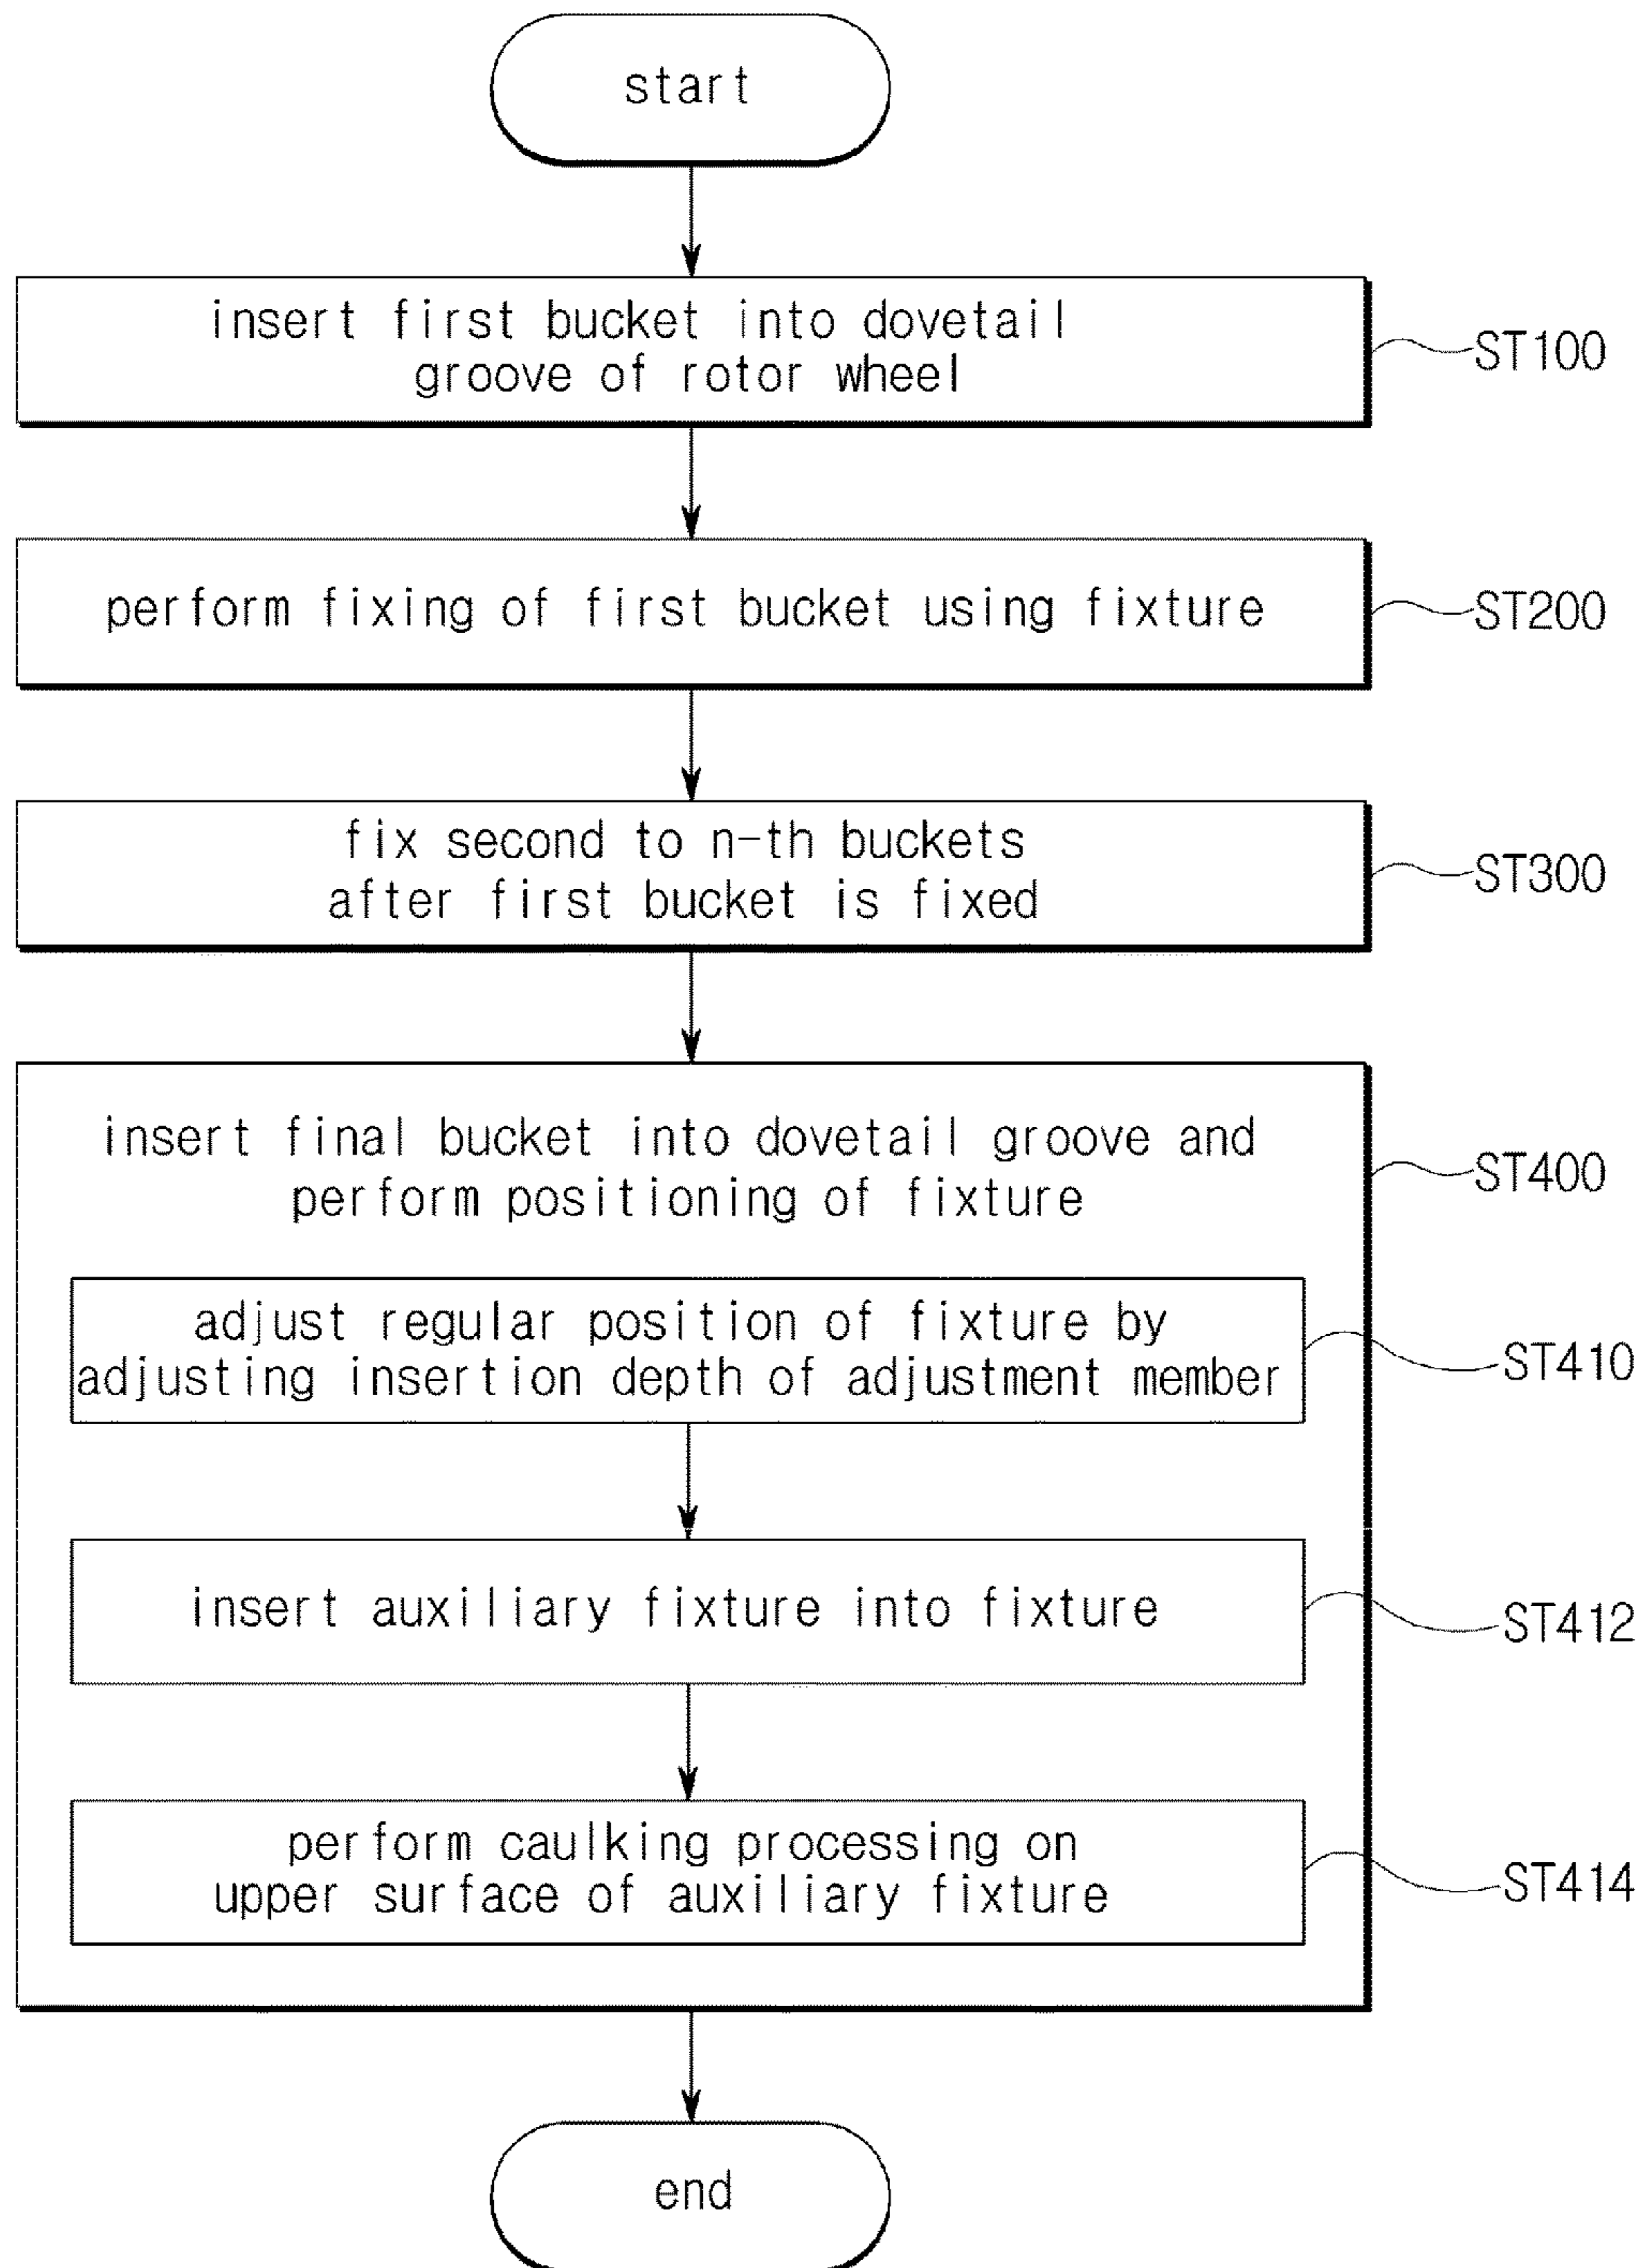 start
insert first bucket into dovetail
groove of rotor wheel
ST100
perform fixing of first bucket using fixture
ST200
fix second to n-th buckets
after first bucket is fixed
ST300
insert final bucket into dovetail groove and
perform positioning of fixture
ST400
adjust regular position of fixture by
adjusting insertion depth of adjustment member
ST410
insert auxiliary fixture into fixture
ST412
perform caulking processing on
upper surface of auxiliary fixture
ST414
end